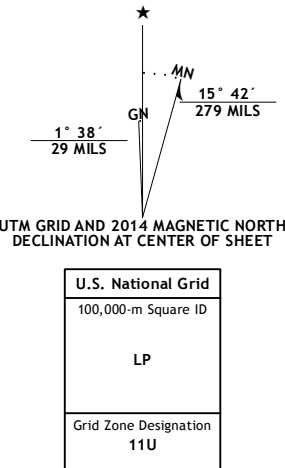 ★
MN
GN
15° 42´
279 MILS
1° 38´
29 MILS
UTM GRID AND 2014 MAGNETIC NORTH
DECLINATION AT CENTER OF SHEET
U.S. National Grid
100,000-m Square ID
LP
Grid Zone Designation
11U